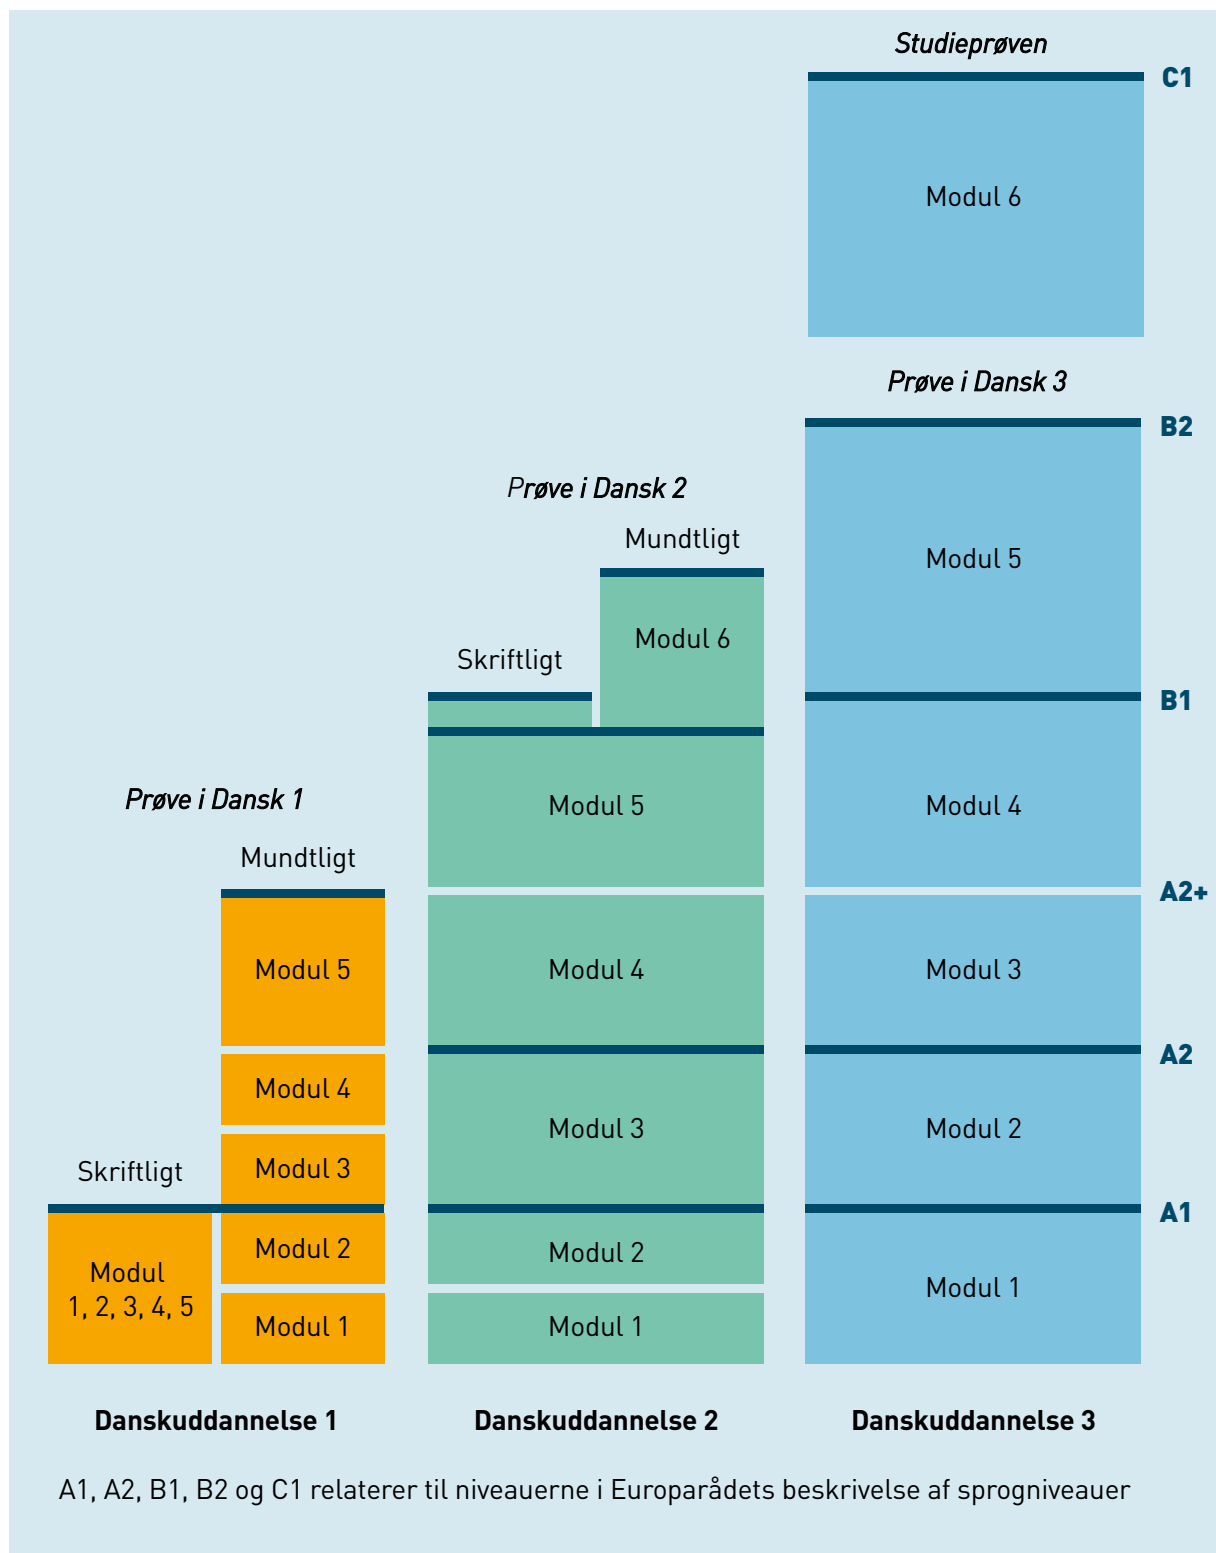 Studieprøven
C1
Modul 6
Prøve i Dansk 3
B2
Prøve i Dansk 2
Mundtligt
Modul 5
Modul 6
Skriftligt
B1
Prøve i Dansk 1
Modul 5
Modul 4
Mundtligt
A2+
Modul 5
Modul 4
Modul 3
A2
Modul 4
Modul 3
Modul 2
Modul 3
Skriftligt
A1
Modul 2
Modul 2
Modul
1, 2, 3, 4, 5
Modul 1
Modul 1
Modul 1
Danskuddannelse 1
Danskuddannelse 2
Danskuddannelse 3
A1, A2, B1, B2 og C1 relaterer til niveauerne i Europarådets beskrivelse af sprogniveauer